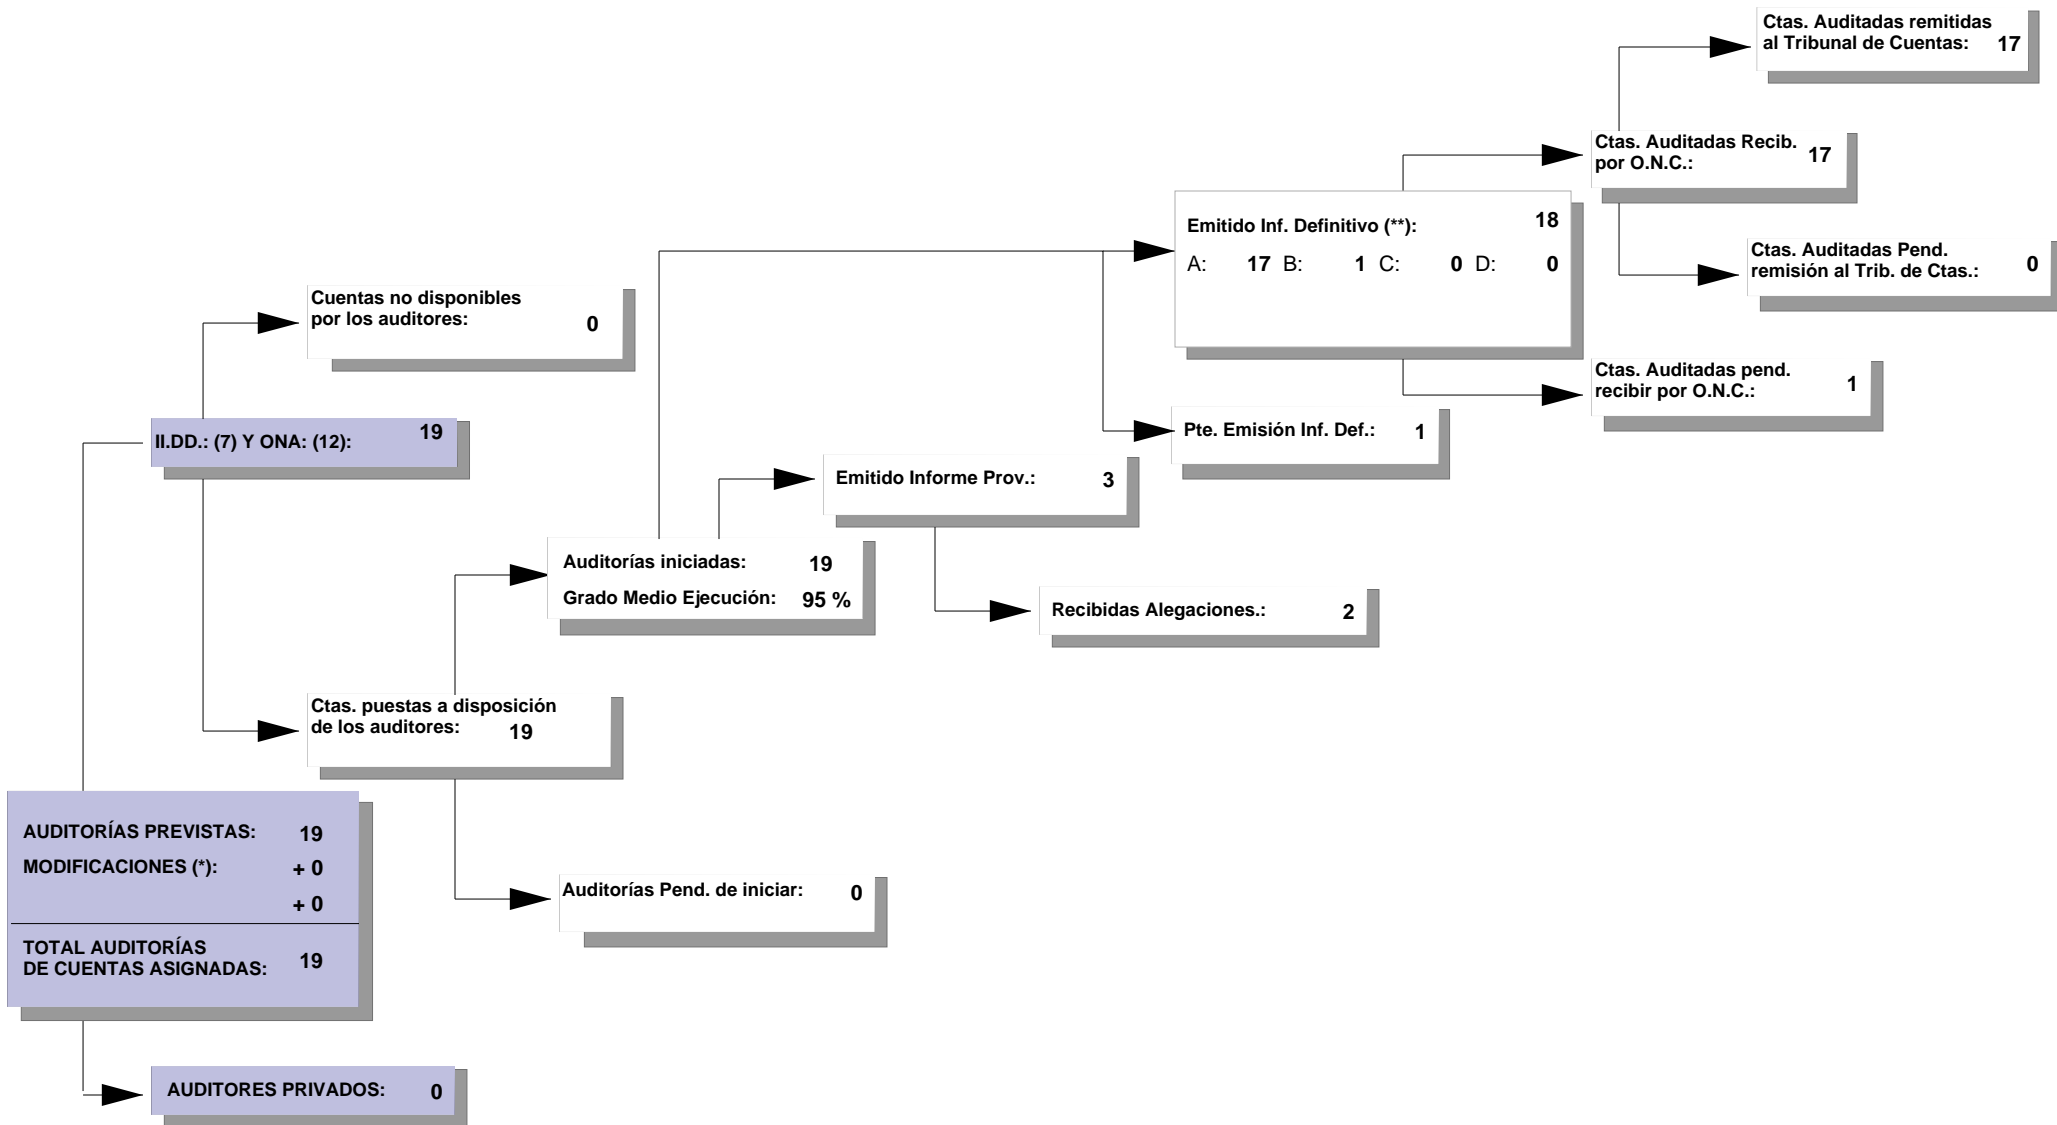 Ctas. Auditadas remitidas
al Tribunal de Cuentas: 17
Ctas. Auditadas Recib.
por O.N.C.: 17
Emitido Inf. Definitivo (**): 18
A: 17 B: 1 C: 0 D: 0
Ctas. Auditadas Pend.
remisión al Trib. de Ctas.: 0
Cuentas no disponibles
por los auditores: 0
Ctas. Auditadas pend.
recibir por O.N.C.: 1
II.DD.: (7) Y ONA: (12): 19
Pte. Emisión Inf. Def.: 1
Emitido Informe Prov.: 3
Auditorías iniciadas: 19
Grado Medio Ejecución: 95 %
Recibidas Alegaciones.: 2
Ctas. puestas a disposición
de los auditores: 19
AUDITORÍAS PREVISTAS: 19
MODIFICACIONES (*): + 0
+ 0
TOTAL AUDITORÍAS
DE CUENTAS ASIGNADAS: 19
Auditorías Pend. de iniciar: 0
AUDITORES PRIVADOS: 0